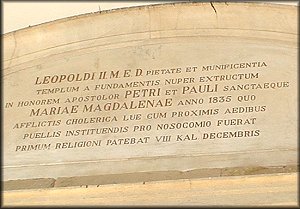 LEOPOLDI II. M. E D. PIETATE ET MUNIFICENTIA
TEMPLUM A FUNDAMENTIS NUPER EXTRUCTUM
IN HONOREM APOSTOLOR PETRI ET PAULI SANCTAEQUE
MARIAE MAGDALENAE ANNO 1835 QUO
AFFLICTIS CHOLERICA LUE CUM PROXIMIS AEDIBUS
PUELLIS INSTITUENDIS PRO NOSOCOMIO FUERAT
PRIMUM RELIGIONI PATEBAT VIII KAL. DECEMBRIS